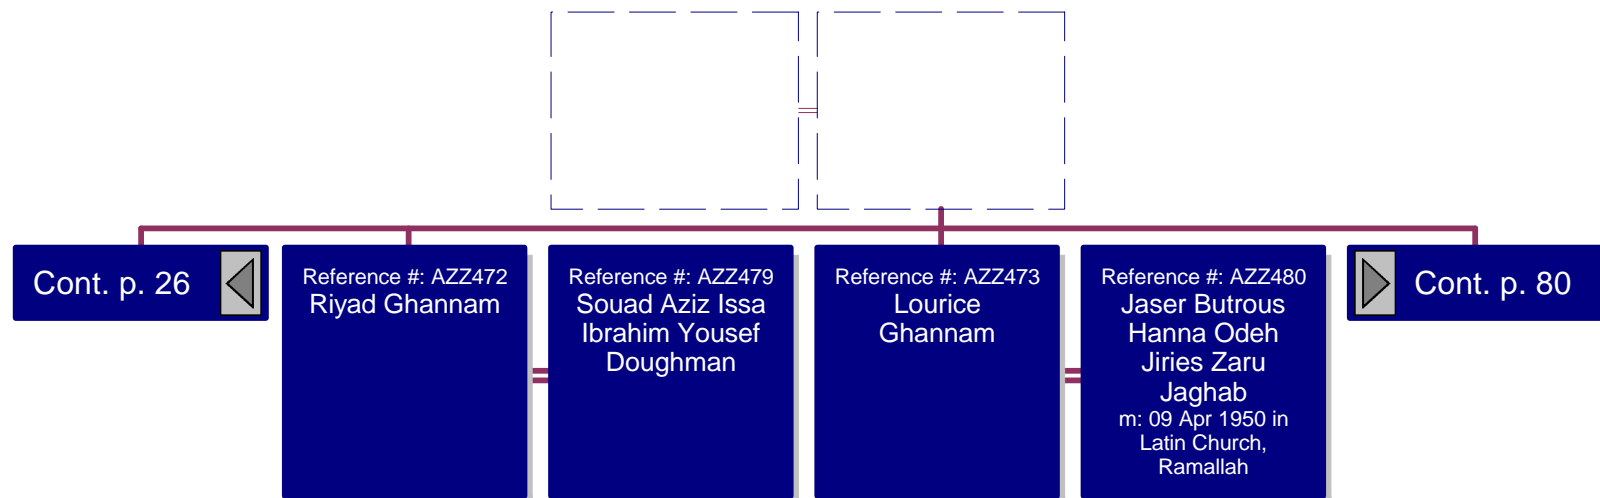 Cont. p. 26
Reference #: AZZ472
Riyad Ghannam
Reference #: AZZ479
Souad Aziz Issa
Ibrahim Yousef
Doughman
Reference #: AZZ473
Lourice
Ghannam
Reference #: AZZ480
Jaser Butrous
Hanna Odeh
Jiries Zaru
Jaghab
m: 09 Apr 1950 in
Latin Church,
Ramallah
Cont. p. 80